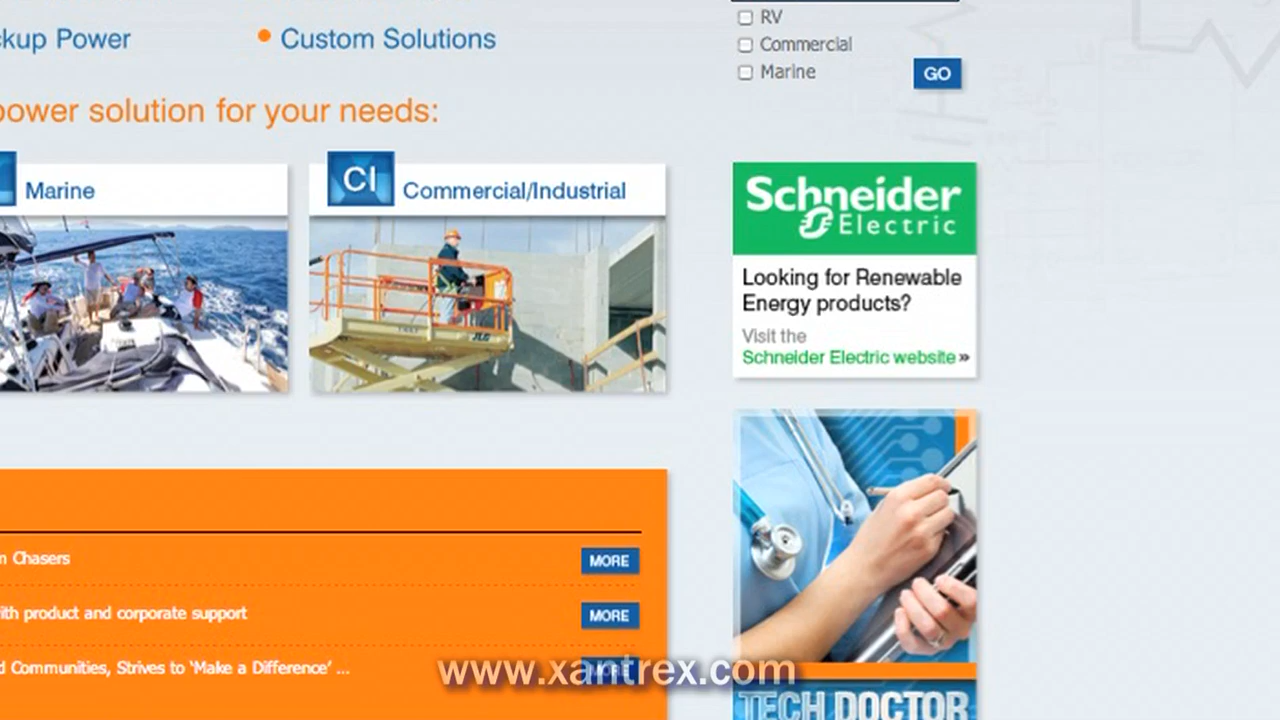 ckup Power
Custom Solutions
power solution for your needs:
Marine
CI
Commercial/Industrial
JLG
RV
Commercial
Marine
GO
Schneider
Electric
Looking for Renewable
Energy products?
Visit the
Schneider Electric website »
m Chasers
MORE
ith product and corporate support
MORE
d Communities, Strives to ‘Make a Difference’ ...
MORE
www.xantrex.com
TECH DOCTOR